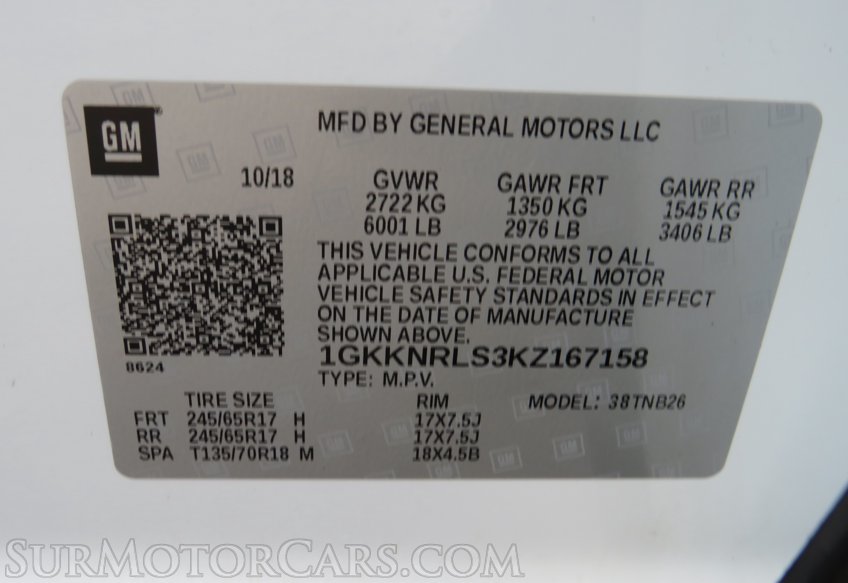 GM
MFD BY GENERAL MOTORS LLC
10/18
GVWR GAWR FRT GAWR RR
2722 KG 1350 KG 1545 KG
6001 LB 2976 LB 3406 LB
THIS VEHICLE CONFORMS TO ALL
APPLICABLE U.S. FEDERAL MOTOR
VEHICLE SAFETY STANDARDS IN EFFECT
ON THE DATE OF MANUFACTURE
SHOWN ABOVE.
8624
1GKKNRLS3KZ167158
TYPE: M.P.V.
TIRE SIZE RIM MODEL: 38TNB26
FRT 245/65R17 H 17X7.5J
RR 245/65R17 H 17X7.5J
SPA T135/70R18 M 18X4.5B
SURMOTORCARS.COM